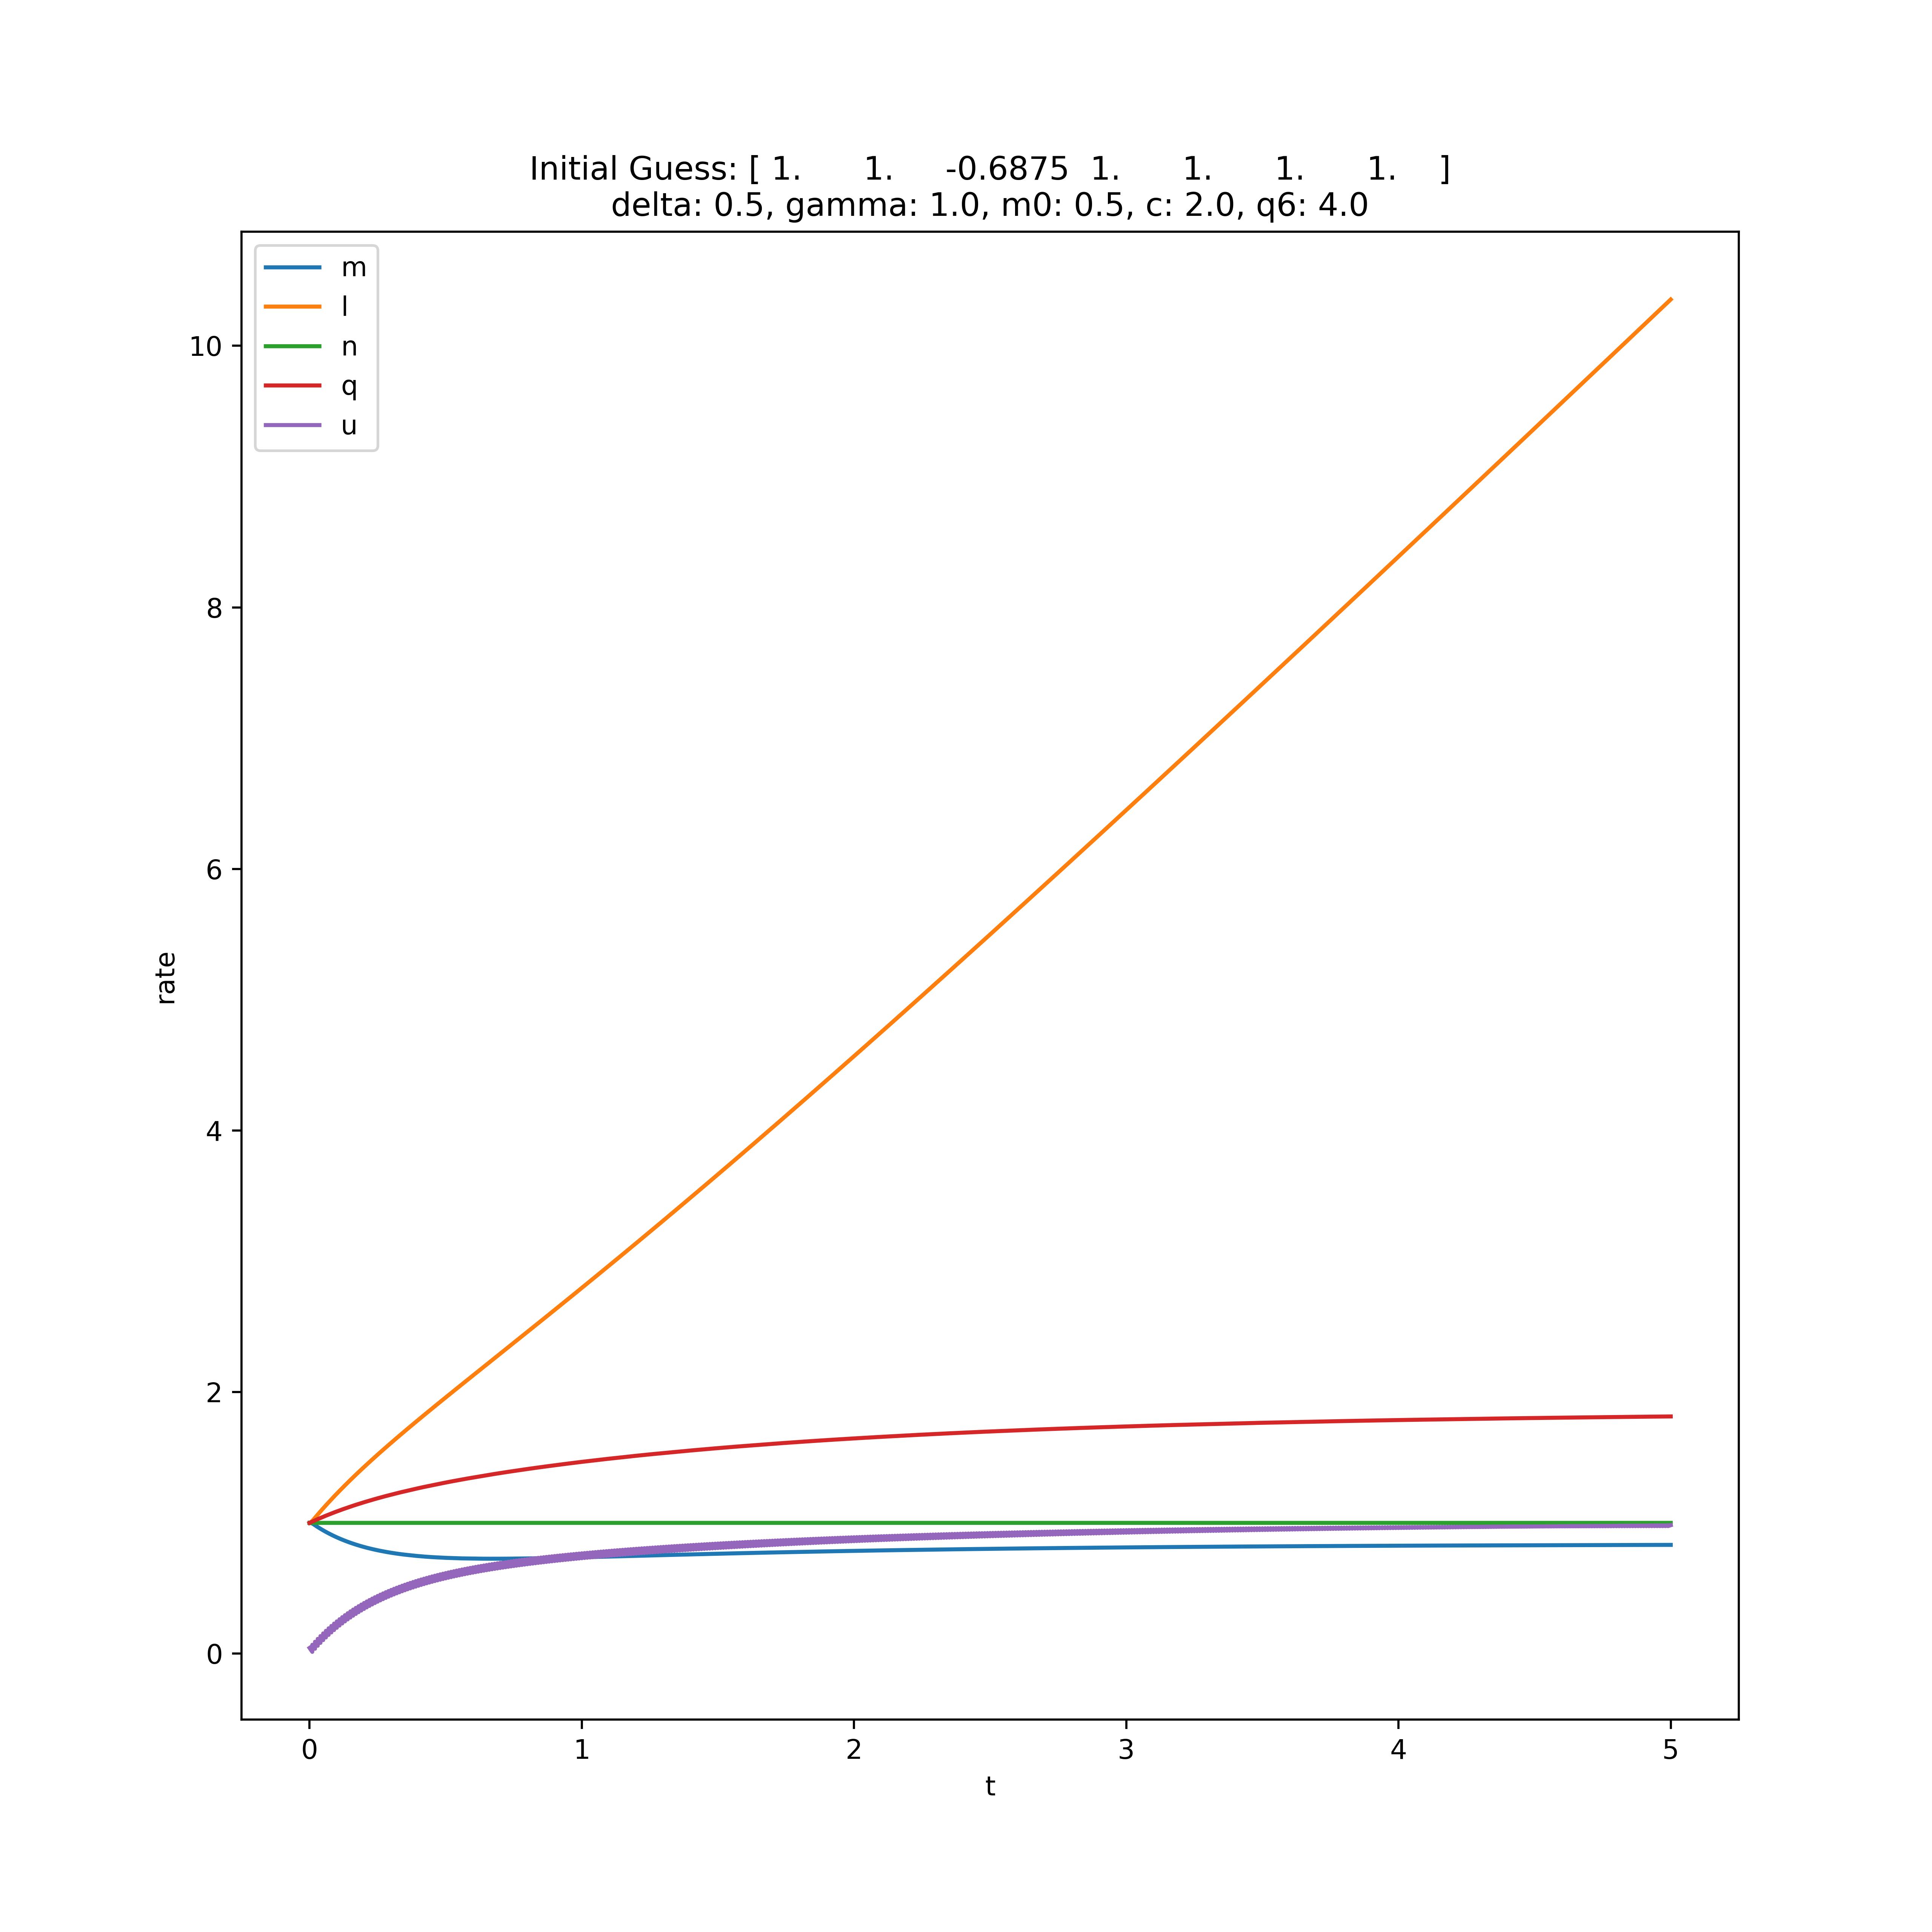 Initial Guess: [ 1. 1. -0.6875 1. 1. 1. 1. ]
delta: 0.5, gamma: 1.0, m0: 0.5, c: 2.0, q6: 4.0
m
l
n
q
u
10
8
6
4
2
0
rate
0 1 2 3 4 5
t